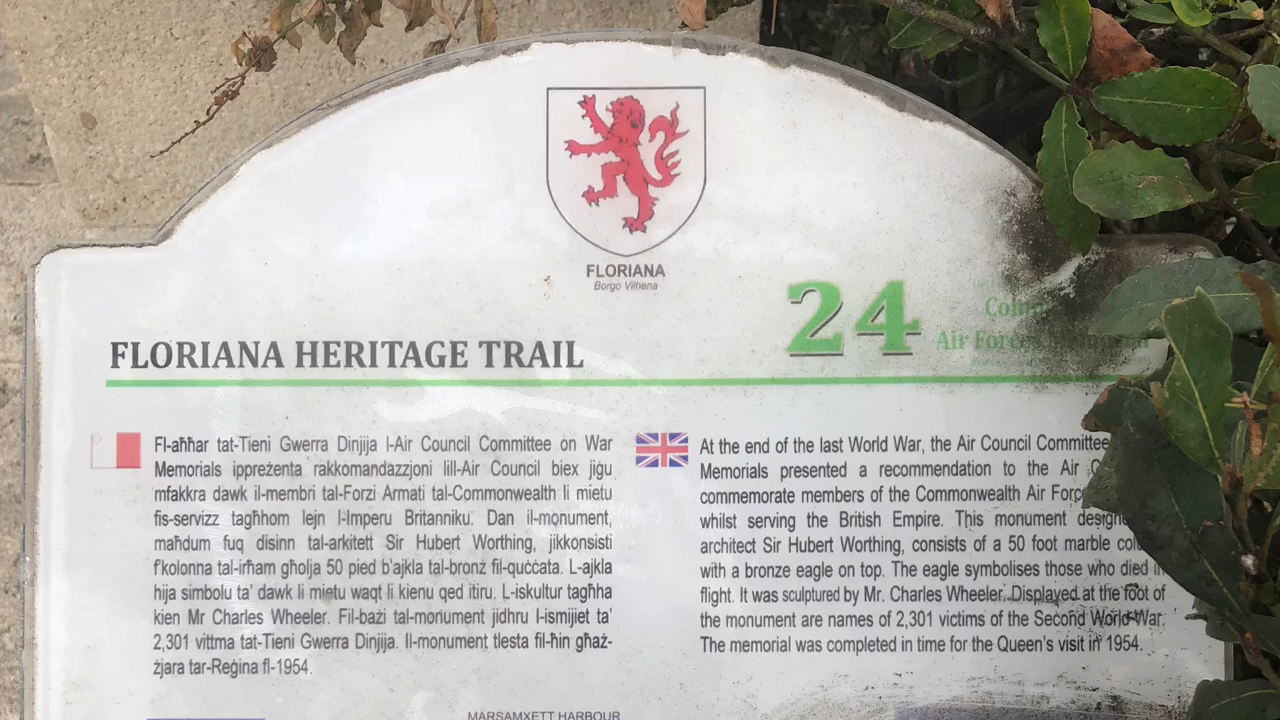 FLORIANA
Borgo Vilhena
24
Air Forces
FLORIANA HERITAGE TRAIL
Fl-aħħar tat-Tieni Gwerra Dinjija l-Air Council Committee on War
Memorials ippreżenta rakkomandazzjoni lill-Air Council biex jiġu
mfakkra dawk il-membri tal-Forzi Armati tal-Commonwealth li mietu
fis-servizz tagħhom lejn l-Imperu Britanniku. Dan il-monument,
maħdum fuq disinn tal-arkitett Sir Hubert Worthing, jikkonsisti
f'kolonna tal-irħam għolja 50 pied b'ajkla tal-bronż fil-quċċata. L-ajkla
hija simbolu ta' dawk li mietu waqt li kienu qed itiru. L-iskultur tagħha
kien Mr Charles Wheeler. Fil-bażi tal-monument jidhru l-ismijiet ta'
2,301 vittma tat-Tieni Gwerra Dinjija. Il-monument tlesta fil-ħin għaż-
żjara tar-Reġina fl-1954.
At the end of the last World War, the Air Council Committee
Memorials presented a recommendation to the Air
commemorate members of the Commonwealth Air
whilst serving the British Empire. This monument
architect Sir Hubert Worthing, consists of a 50 foot marble
with a bronze eagle on top. The eagle symbolises those who died in
flight. It was sculptured by Mr. Charles Wheeler. Displayed at the foot of
the monument are names of 2,301 victims of the Second World War.
The memorial was completed in time for the Queen's visit in 1954.
MARSAMXETT HARBOUR